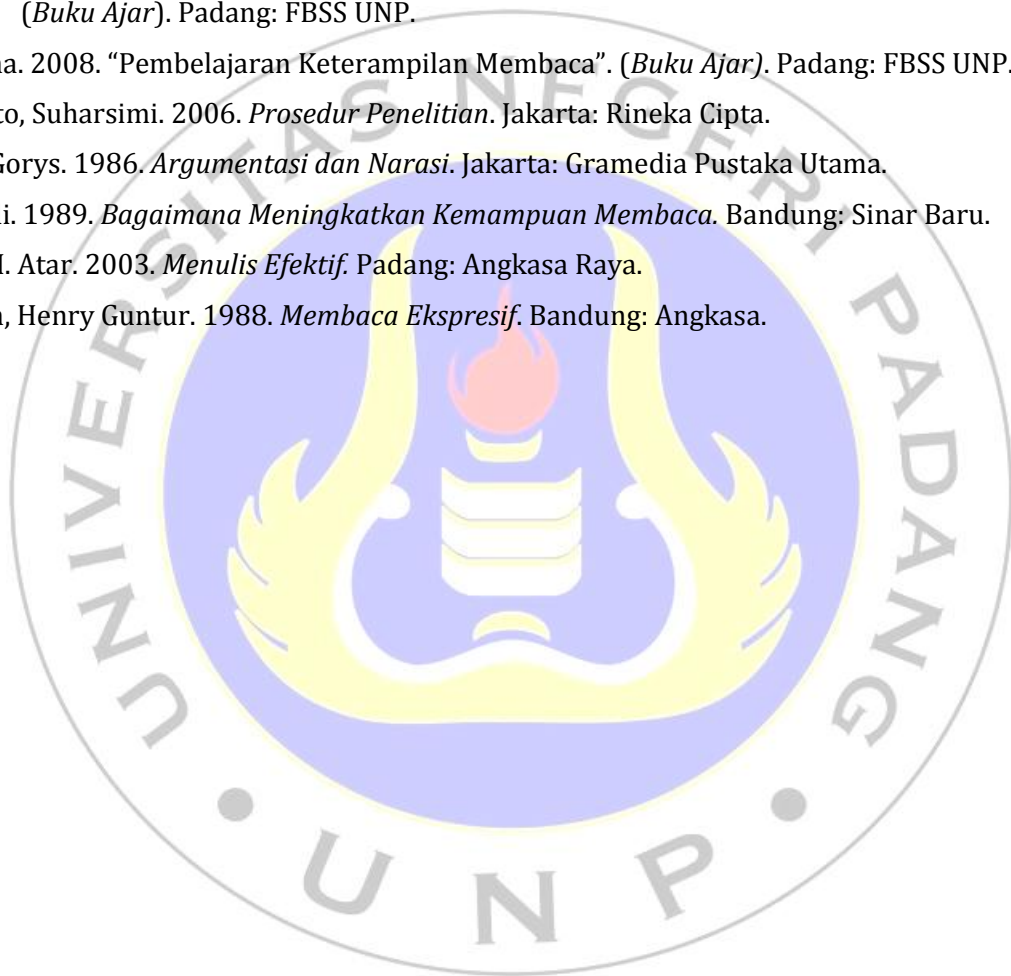 (Buku Ajar). Padang: FBSS UNP.
na. 2008. “Pembelajaran Keterampilan Membaca”. (Buku Ajar). Padang: FBSS UNP.
to, Suharsimi. 2006. Prosedur Penelitian. Jakarta: Rineka Cipta.
Gorys. 1986. Argumentasi dan Narasi. Jakarta: Gramedia Pustaka Utama.
i. 1989. Bagaimana Meningkatkan Kemampuan Membaca. Bandung: Sinar Baru.
Atar. 2003. Menulis Efektif. Padang: Angkasa Raya.
Henry Guntur. 1988. Membaca Ekspresif. Bandung: Angkasa.
UNIVERSITAS NEGERI PADANG
UNP